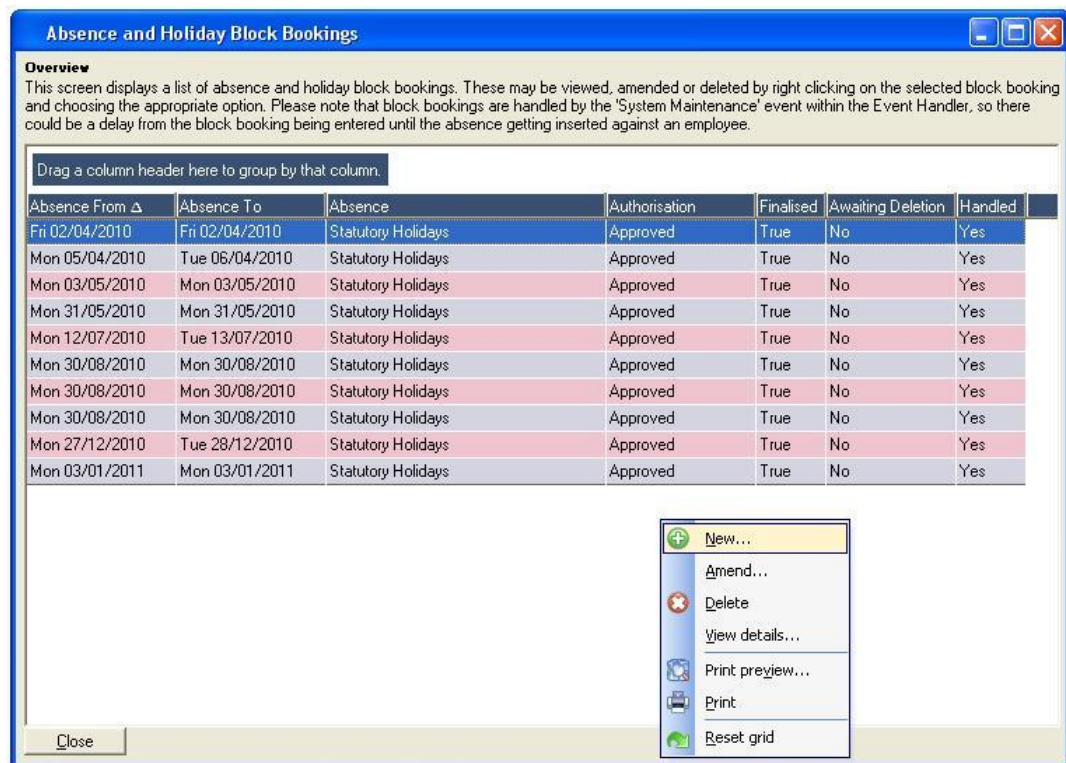 Absence and Holiday Block Bookings
Overview
This screen displays a list of absence and holiday block bookings. These may be viewed, amended or deleted by right clicking on the selected block booking
and choosing the appropriate option. Please note that block bookings are handled by the 'System Maintenance' event within the Event Handler, so there
could be a delay from the block booking being entered until the absence getting inserted against an employee.
Drag a column header here to group by that column.
Absence From Absence To Absence Authorisation Finalised Awaiting Deletion Handled
Fri 02/04/2010 Fri 02/04/2010 Statutory Holidays Approved True No Yes
Mon 05/04/2010 Tue 06/04/2010 Statutory Holidays Approved True No Yes
Mon 03/05/2010 Mon 03/05/2010 Statutory Holidays Approved True No Yes
Mon 31/05/2010 Mon 31/05/2010 Statutory Holidays Approved True No Yes
Mon 12/07/2010 Tue 13/07/2010 Statutory Holidays Approved True No Yes
Mon 30/08/2010 Mon 30/08/2010 Statutory Holidays Approved True No Yes
Mon 30/08/2010 Mon 30/08/2010 Statutory Holidays Approved True No Yes
Mon 30/08/2010 Mon 30/08/2010 Statutory Holidays Approved True No Yes
Mon 27/12/2010 Tue 28/12/2010 Statutory Holidays Approved True No Yes
Mon 03/01/2011 Mon 03/01/2011 Statutory Holidays Approved True No Yes
New...
Amend...
Delete
View details...
Print preview...
Print
Reset grid
Close